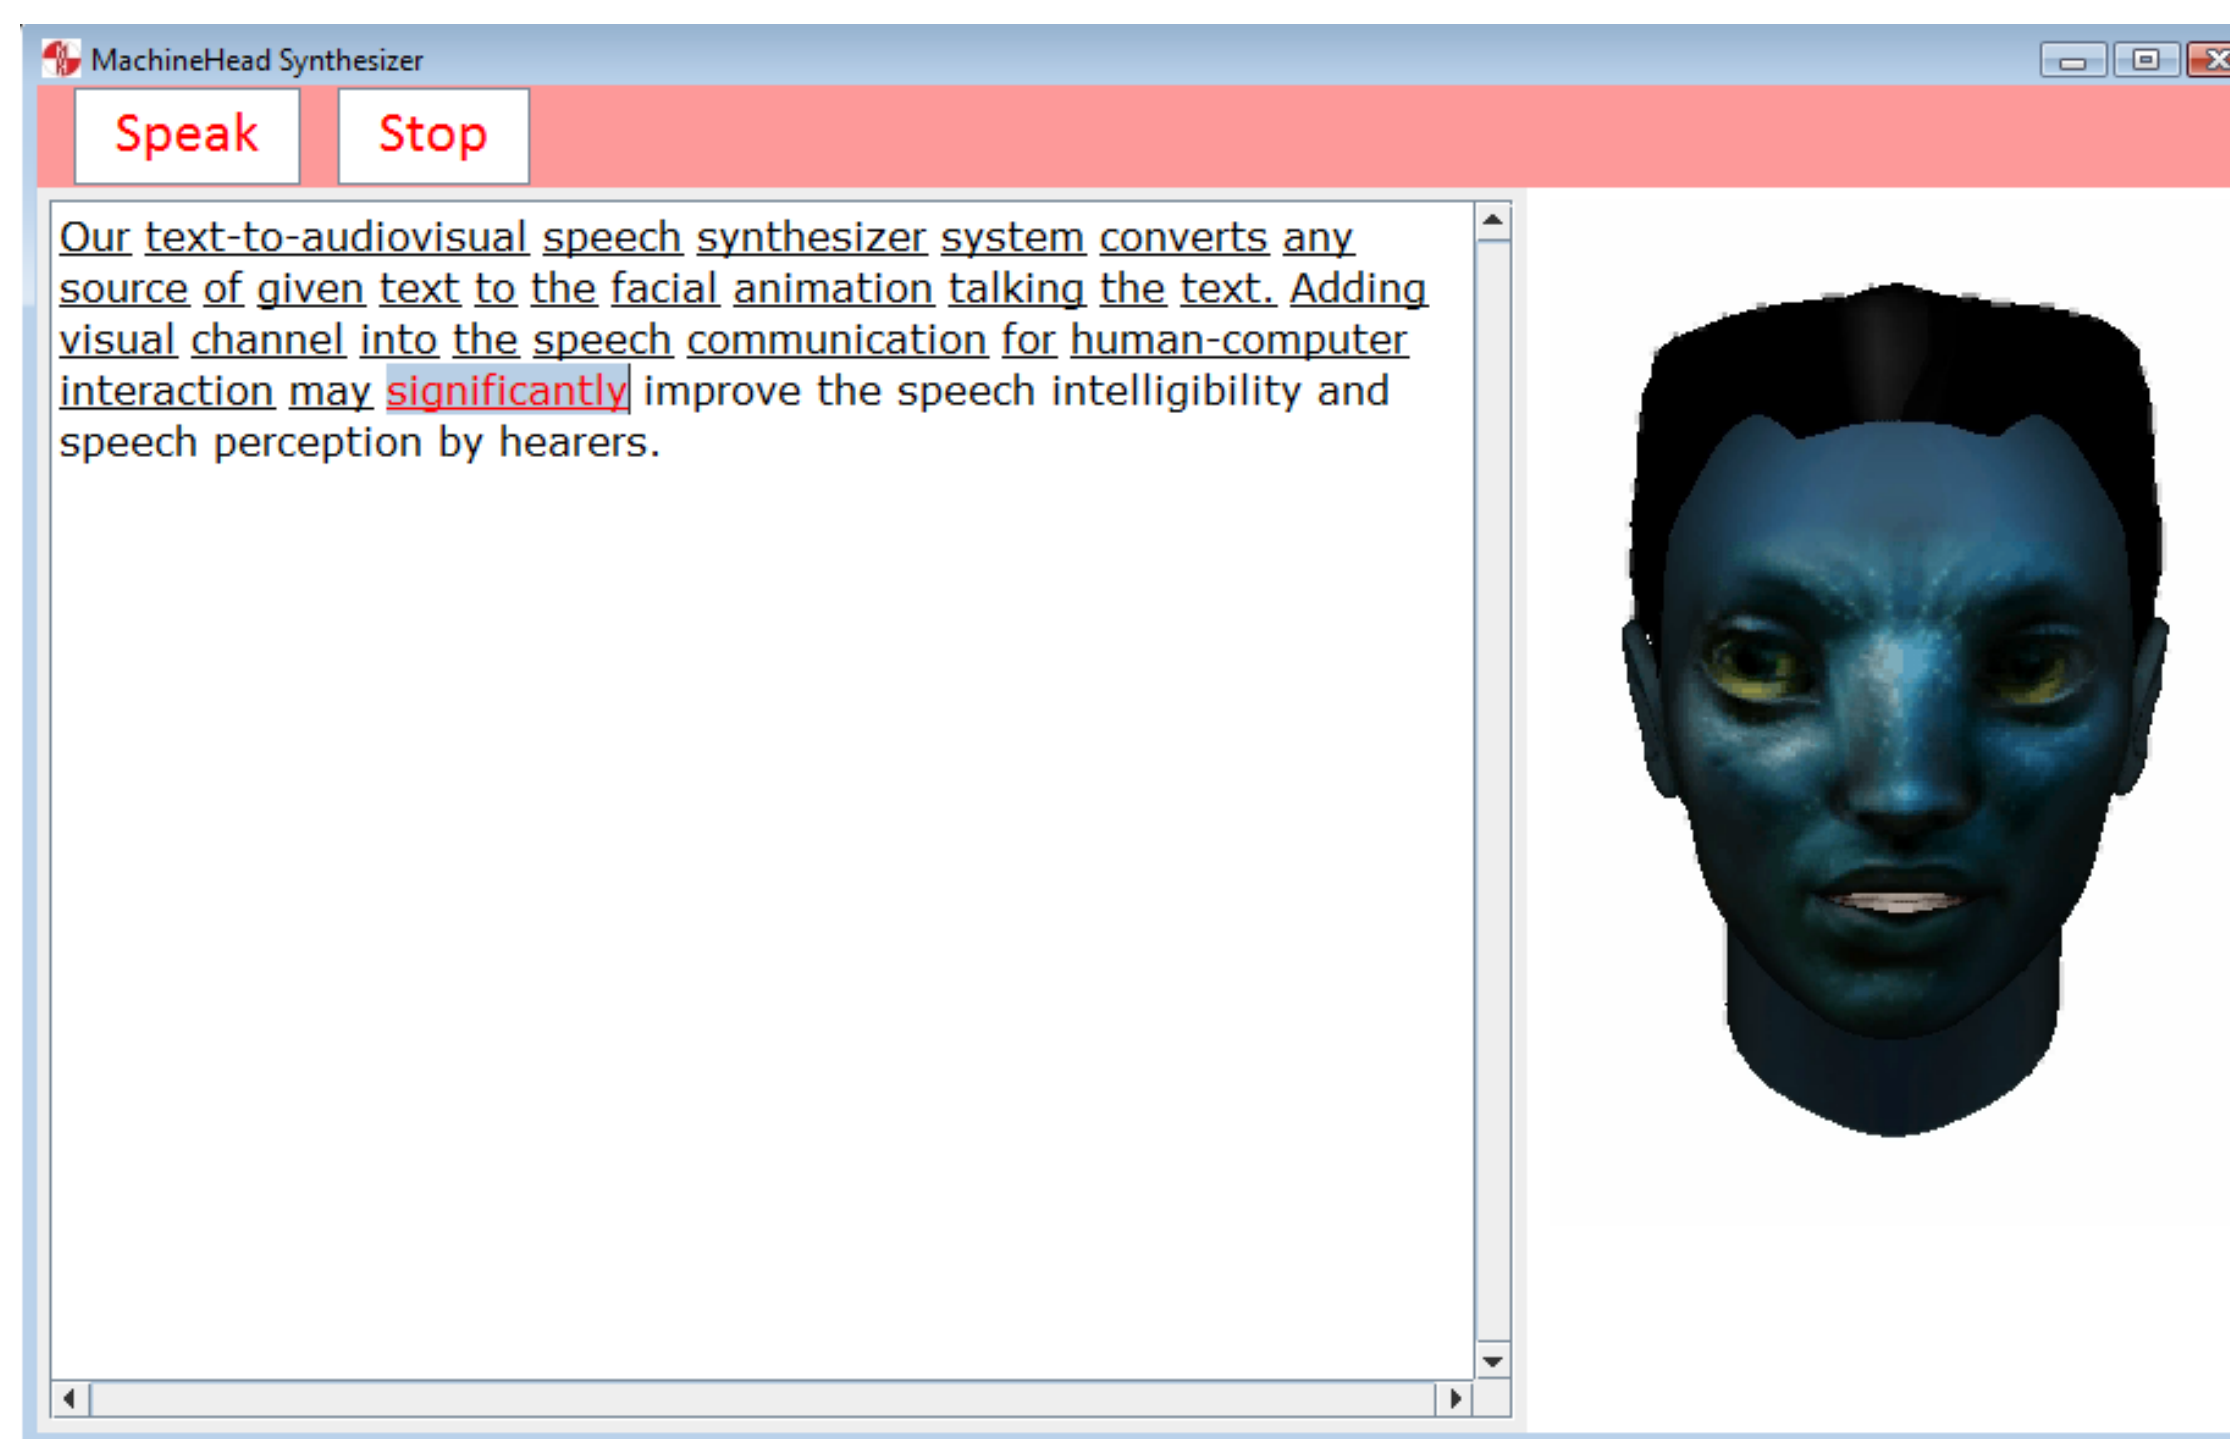 MachineHead Synthesizer
Speak Stop
Our text-to-audiovisual speech synthesizer system converts any
source of given text to the facial animation talking the text. Adding
visual channel into the speech communication for human-computer
interaction may significantly improve the speech intelligibility and
speech perception by hearers.